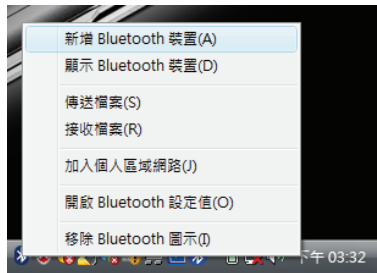 新增 Bluetooth 裝置(A)
顯示 Bluetooth 裝置(D)
傳送檔案(S)
接收檔案(R)
加入個人區域網路(J)
開啟 Bluetooth 設定值(O)
移除 Bluetooth 圖示(I)
下午 03:32